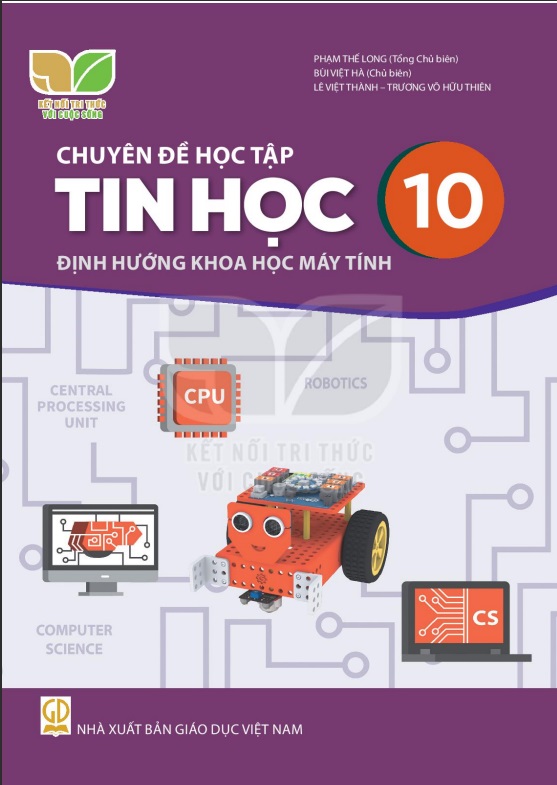 PHẠM THẾ LONG (Tổng Chủ biên)
BÙI VIỆT HÀ (Chủ biên)
LÊ VIỆT THÀNH – TRƯƠNG VÕ HỮU THIÊN
KẾT NỐI TRI THỨC
VỚI CUỘC SỐNG
CHUYÊN ĐỀ HỌC TẬP
TIN HỌC 10
ĐỊNH HƯỚNG KHOA HỌC MÁY TÍNH
CENTRAL
PROCESSING
UNIT
CPU
ROBOTICS
KẾT NỐI TRI THỨC
VỚI CUỘC SỐNG
CS
COMPUTER
SCIENCE
GD
NHÀ XUẤT BẢN GIÁO DỤC VIỆT NAM